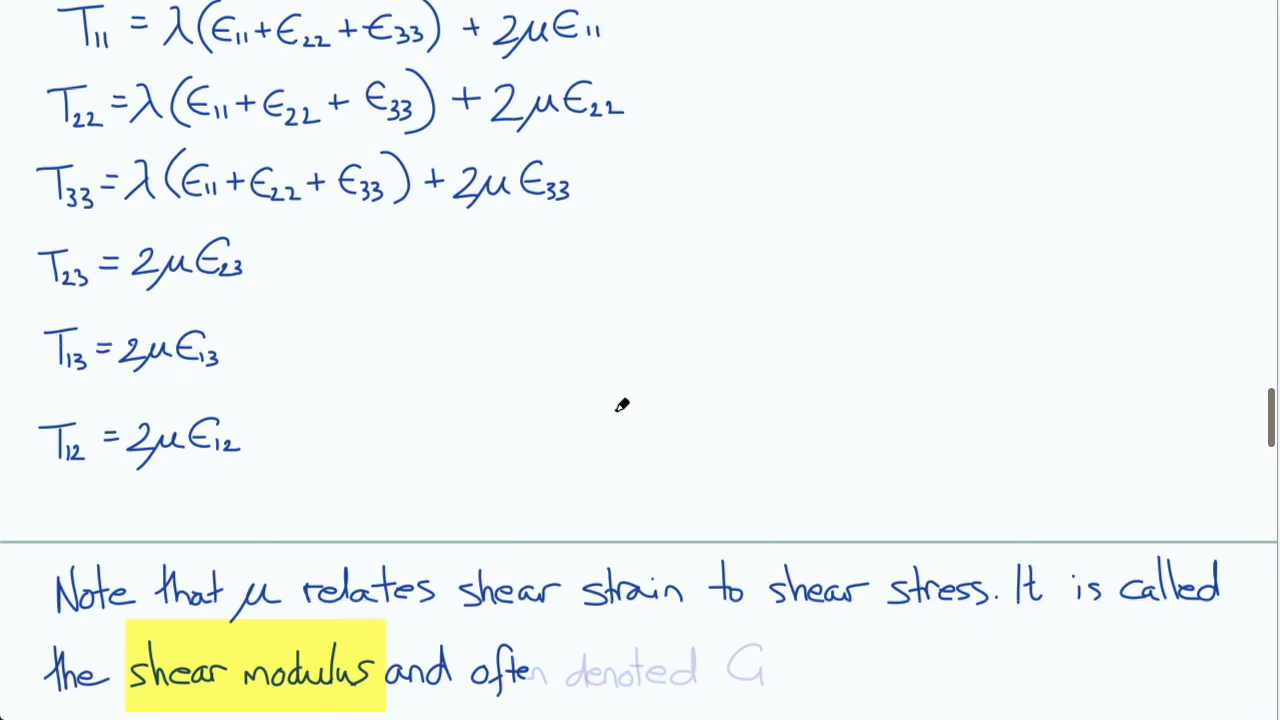 T₁₁ = λ(ϵ₁₁+ϵ₂₂+ϵ₃₃) + 2μϵ₁₁
T₂₂ = λ(ϵ₁₁+ϵ₂₂+ϵ₃₃) + 2μϵ₂₂
T₃₃ = λ(ϵ₁₁+ϵ₂₂+ϵ₃₃) + 2μϵ₃₃
T₂₃ = 2μϵ₂₃
T₁₃ = 2μϵ₁₃
T₁₂ = 2μϵ₁₂
Note that μ relates shear strain to shear stress. It is called
the shear modulus and often denoted G